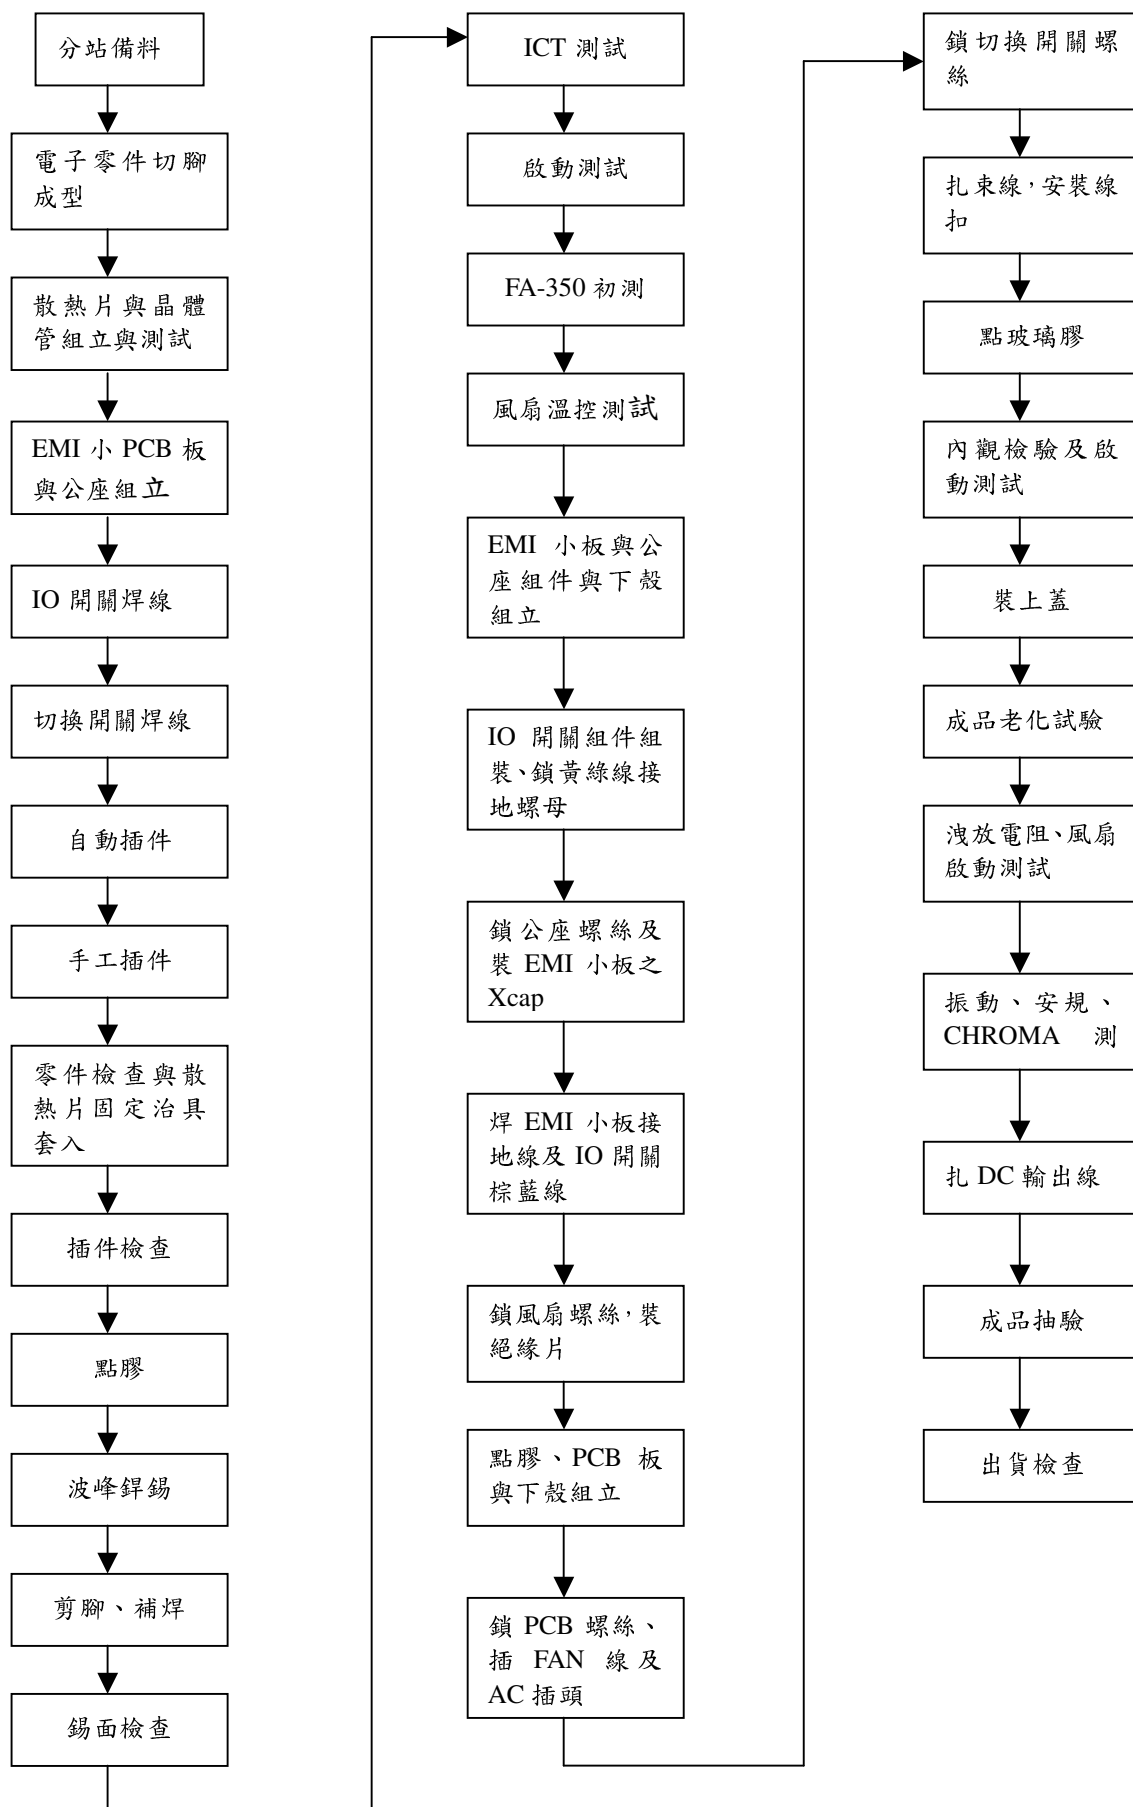 分站備料
電子零件切腳
成型
散熱片與晶體
管組立與測試
EMI 小 PCB 板
與公座組立
IO 開關焊線
切換開關焊線
自動插件
手工插件
零件檢查與散
熱片固定治具
套入
插件檢查
點膠
波峰銲錫
剪腳、補焊
錫面檢查
ICT 測試
啟動測試
FA-350 初測
風扇溫控測試
EMI 小板與公
座組件與下殼
組立
IO 開關組件組
裝、鎖黃綠線接
地螺母
鎖公座螺絲及
裝 EMI 小板之
Xcap
焊 EMI 小板接
地線及 IO 開關
棕藍線
鎖風扇螺絲,裝
絕緣片
點膠、PCB 板
與下殼組立
鎖 PCB 螺絲、
插 FAN 線及
AC 插頭
鎖切換開關螺
絲
扎束線,安裝線
扣
點玻璃膠
內觀檢驗及啟
動測試
裝上蓋
成品老化試驗
洩放電阻、風扇
啟動測試
振動、安規、
CHROMA 測
扎 DC 輸出線
成品抽驗
出貨檢查